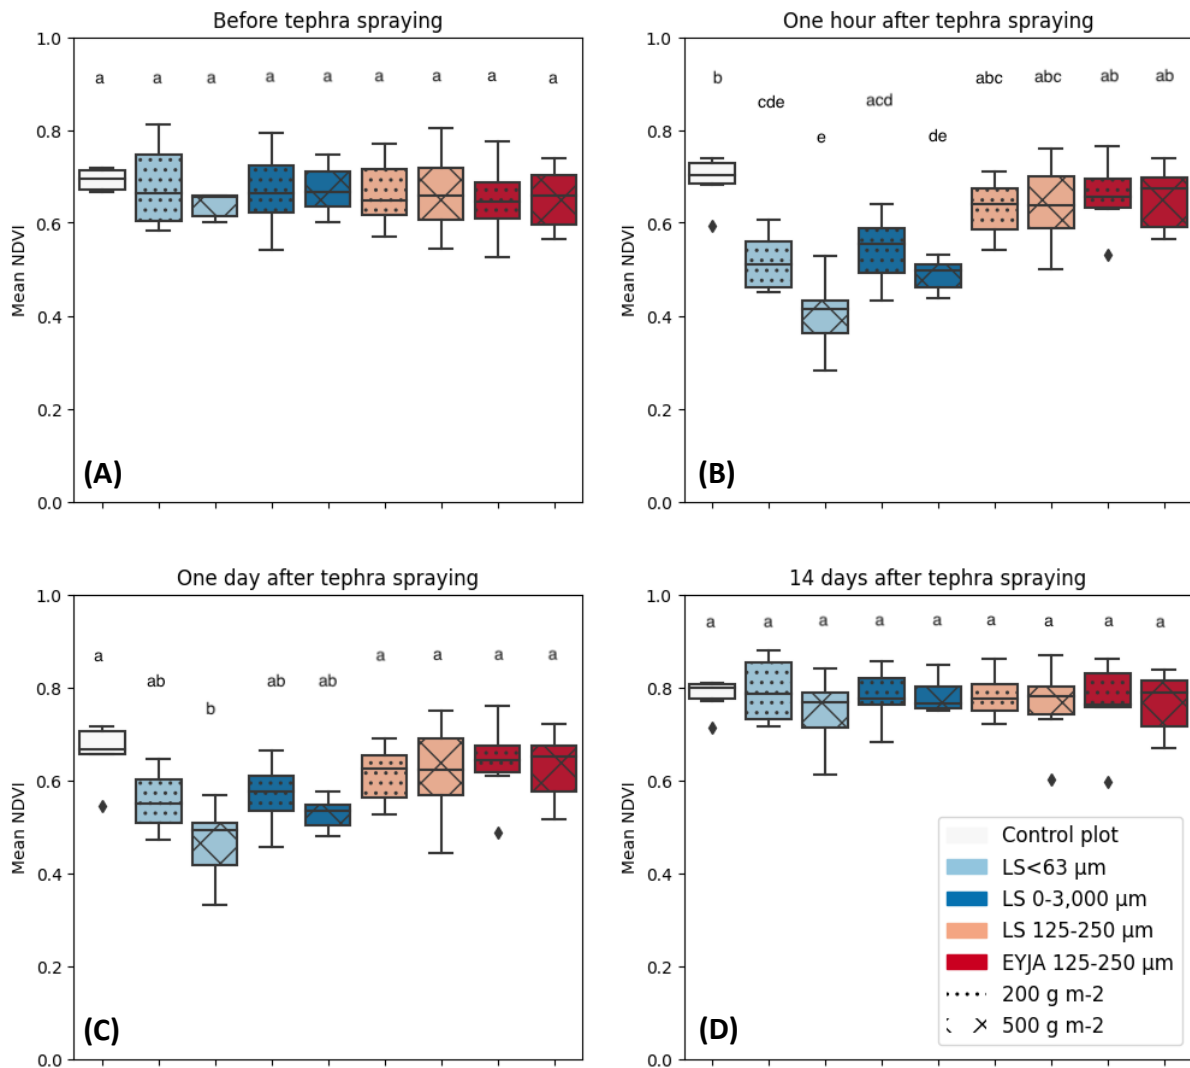 Before tephra spraying
1.0
0.8
0.6
0.4
0.2
0.0
Mean NDVI
a a a a a a a a a
(A)
One hour after tephra spraying
1.0
0.8
0.6
0.4
0.2
0.0
Mean NDVI
b cde e acd de abc abc ab ab
(B)
One day after tephra spraying
1.0
0.8
0.6
0.4
0.2
0.0
Mean NDVI
a ab b ab ab a a a a
(C)
14 days after tephra spraying
1.0
0.8
0.6
0.4
0.2
0.0
Mean NDVI
a a a a a a a a a
(D)
Control plot
LS<63 μm
LS 0-3,000 μm
LS 125-250 μm
EYJA 125-250 μm
200 g m-2
500 g m-2